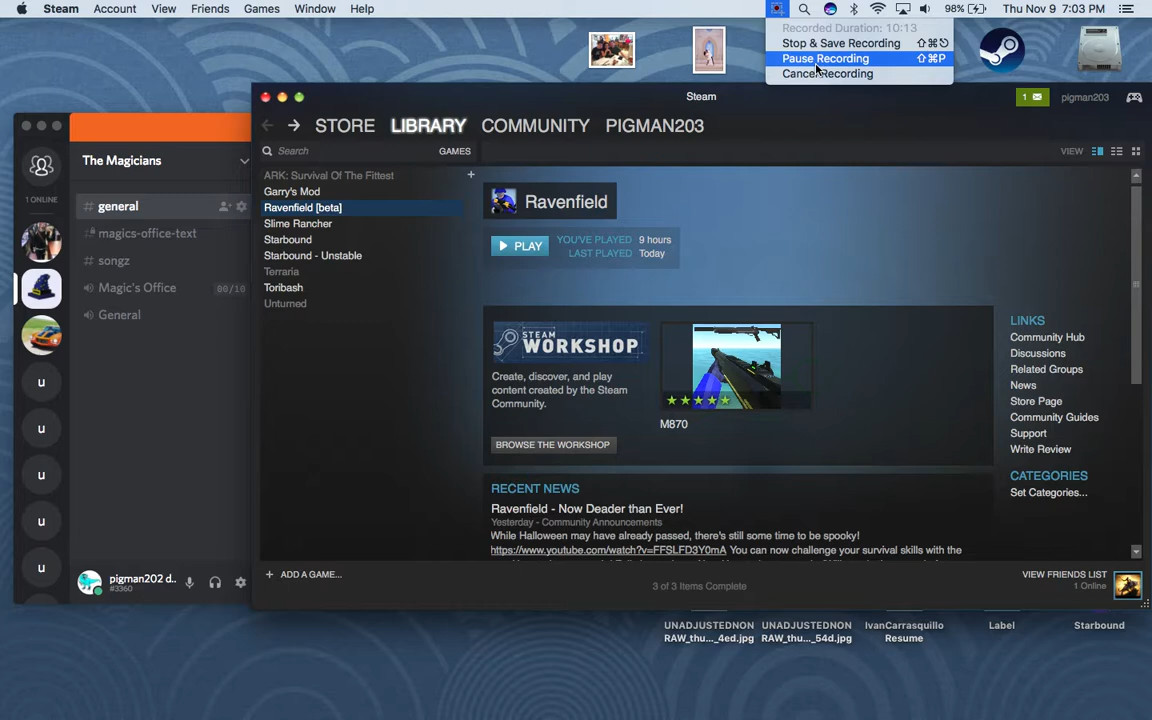 Steam Account View Friends Games Window Help 98% Thu Nov 9 7:03 PM
Recorded Duration: 10:13
Stop & Save Recording ⇧⌘⎋
Pause Recording ⇧⌘P
Cancel Recording
Steam
1 pigman203
STORE LIBRARY COMMUNITY PIGMAN203
Search GAMES
VIEW
ARK: Survival Of The Fittest +
Garry's Mod
Ravenfield [beta]
Slime Rancher
Starbound
Starbound - Unstable
Terraria
Toribash
Unturned
+ ADD A GAME...
The Magicians
1 ONLINE
# general
# magics-office-text
# songz
Magic's Office 00/10
General
u
u
u
u
u
pigman202 d..
#3360
Ravenfield
PLAY
YOU'VE PLAYED 9 hours
LAST PLAYED Today
STEAM
WORKSHOP
Create, discover, and play
content created by the Steam
Community.
BROWSE THE WORKSHOP
M870
RECENT NEWS
Ravenfield - Now Deader than Ever!
Yesterday - Community Announcements
While Halloween may have already passed, there's still some time to be spooky!
https://www.youtube.com/watch?v=FFSLFD3Y0mA You can now challenge your survival skills with the
LINKS
Community Hub
Discussions
Related Groups
News
Store Page
Community Guides
Support
Write Review
CATEGORIES
Set Categories...
3 of 3 Items Complete
VIEW FRIENDS LIST
1 Online
UNADJUSTEDNON
RAW_thu..._4ed.jpg
UNADJUSTEDNON
RAW_thu..._54d.jpg
IvanCarrasquillo
Resume
Label
Starbound